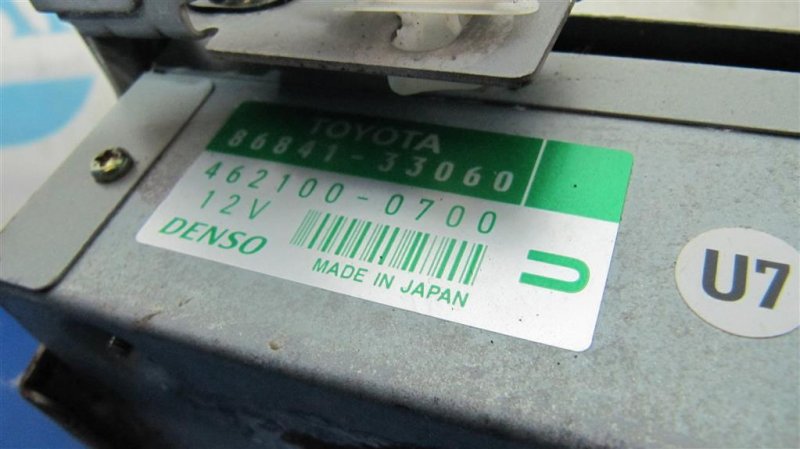 TOYOTA
86841-33060
462100-0700
12V
DENSO
MADE IN JAPAN
U
U7